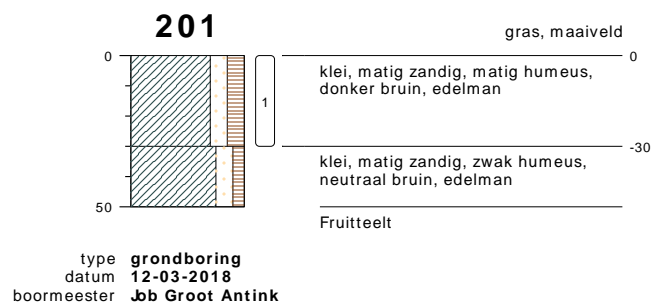 201
gras, maaiveld
0
0
klei, matig zandig, matig humeus,
donker bruin, edelman
1
-30
klei, matig zandig, zwak humeus,
neutraal bruin, edelman
50
Fruitteelt
type grondboring
datum 12-03-2018
boormeester Job Groot Antink